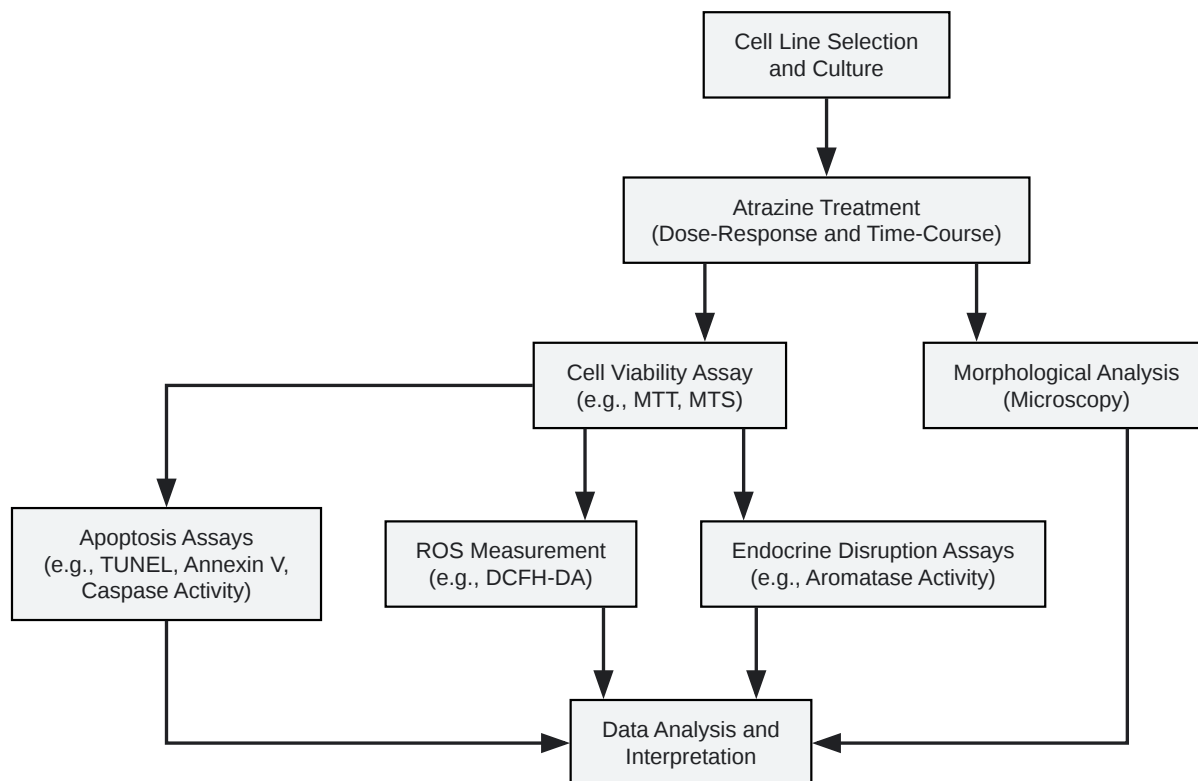 Cell Line Selection
and Culture
Atrazine Treatment
(Dose-Response and Time-Course)
Cell Viability Assay
(e.g., MTT, MTS)
Morphological Analysis
(Microscopy)
Apoptosis Assays
(e.g., TUNEL, Annexin V,
Caspase Activity)
ROS Measurement
(e.g., DCFH-DA)
Endocrine Disruption Assays
(e.g., Aromatase Activity)
Data Analysis and
Interpretation